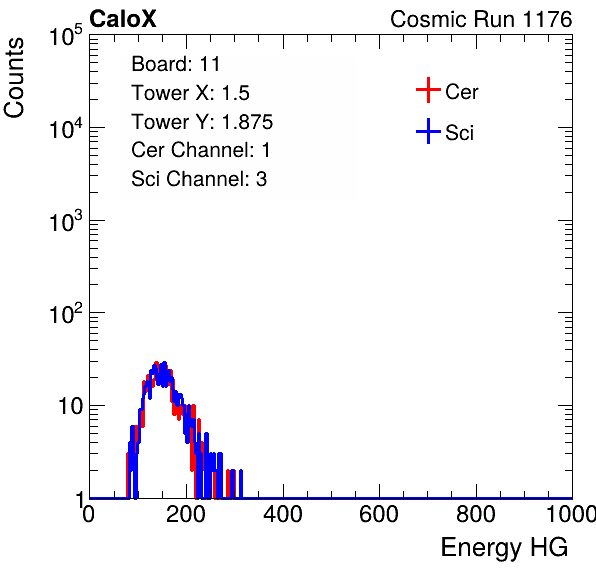 CaloX Cosmic Run 1176
Counts
Board: 11
Tower X: 1.5
Tower Y: 1.875
Cer Channel: 1
Sci Channel: 3
Cer
Sci
10^5
10^4
10^3
10^2
10
1
0 200 400 600 800 1000
Energy HG